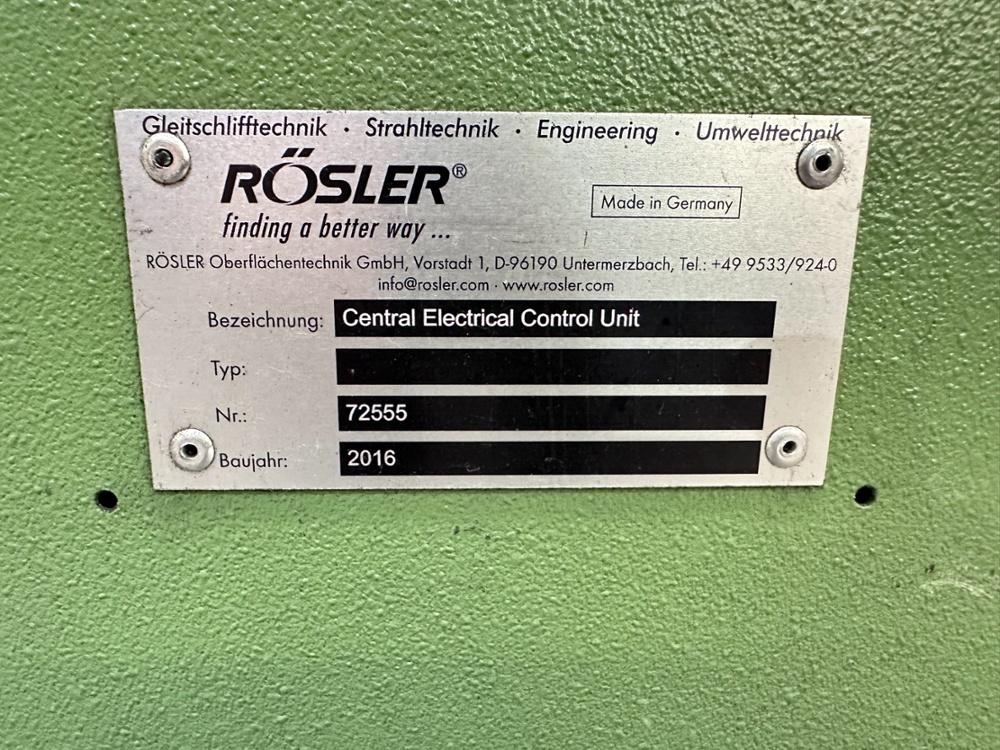 Gleitschlifftechnik · Strahltechnik · Engineering · Umwelttechnik
RÖSLER®
finding a better way ...
Made in Germany
RÖSLER Oberflächentechnik GmbH, Vorstadt 1, D-96190 Untermerzbach, Tel.: +49 9533/924-0
info@rosler.com · www.rosler.com
Bezeichnung: Central Electrical Control Unit
Typ:
Nr.: 72555
Baujahr: 2016